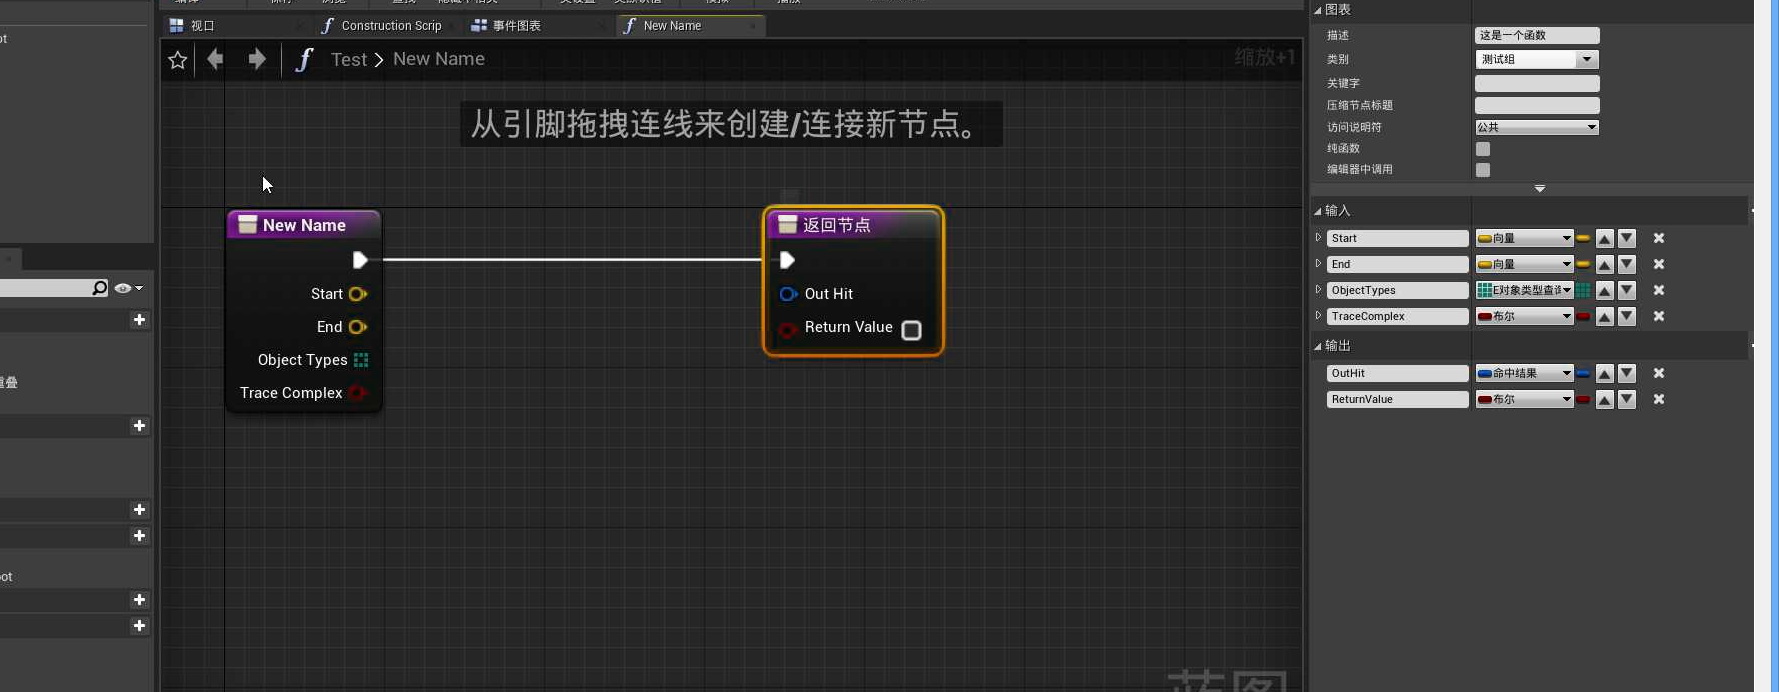 图表
视口
Construction Scrip
事件图表
New Name
ot
描述
这是一个函数
Test
New Name
缩放+1
类别
测试组
关键字
压缩节点标题
从引脚拖拽连线来创建/连接新节点。
访问说明符
公共
纯函数
编辑器中调用
New Name
返回节点
输入
Start
向量
End
向量
Start
Out Hit
ObjectTypes
E对象类型查询
End
Return Value
TraceComplex
布尔
Object Types
输出
重叠
Trace Complex
OutHit
命中结果
ReturnValue
布尔
oot
蓝图